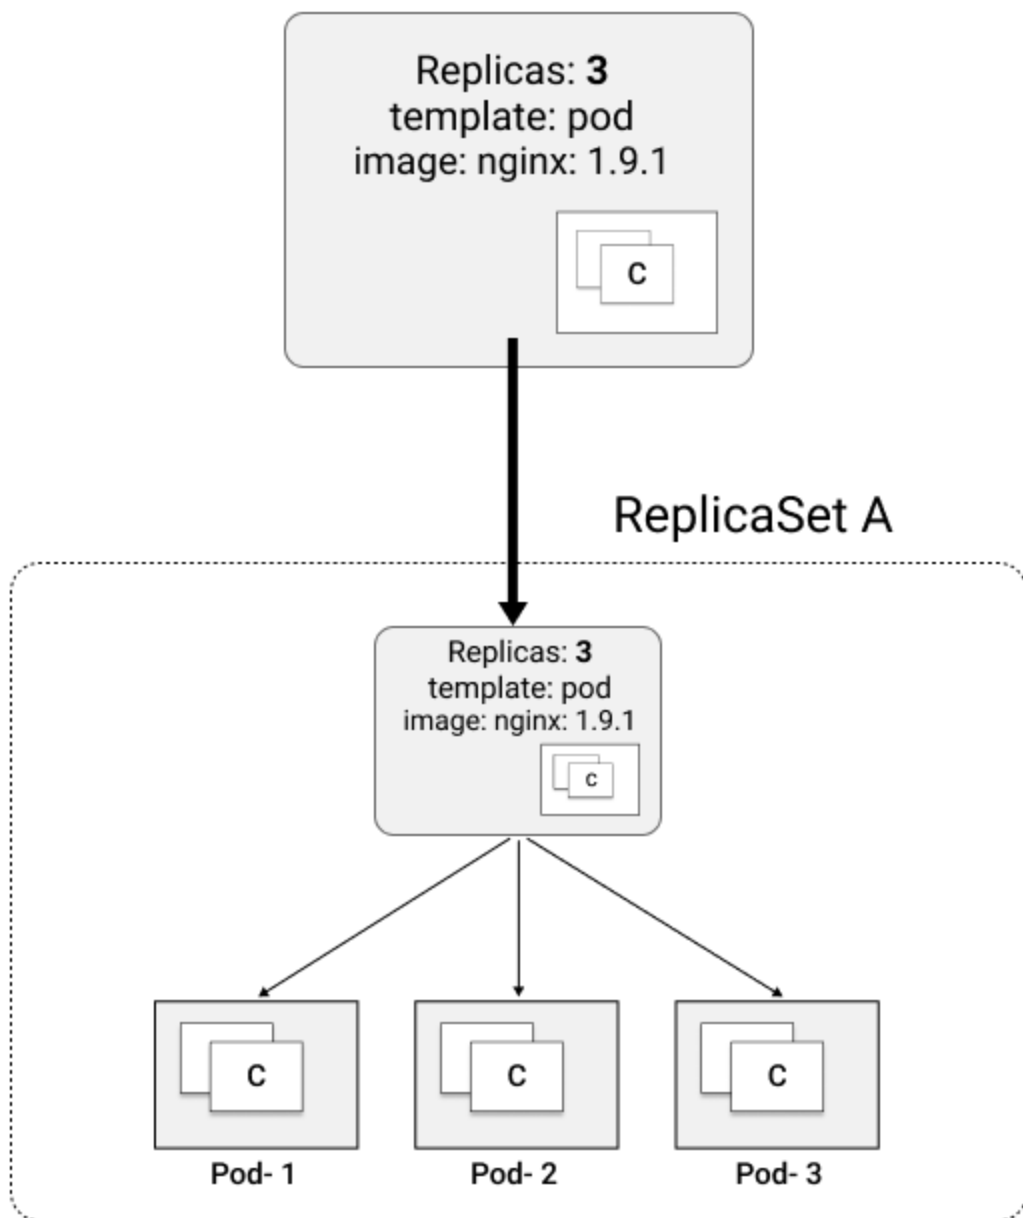 Replicas: 3
template: pod
image: nginx: 1.9.1
C
ReplicaSet A
Replicas: 3
template: pod
image: nginx: 1.9.1
C
C
C
C
Pod- 1
Pod- 2
Pod- 3